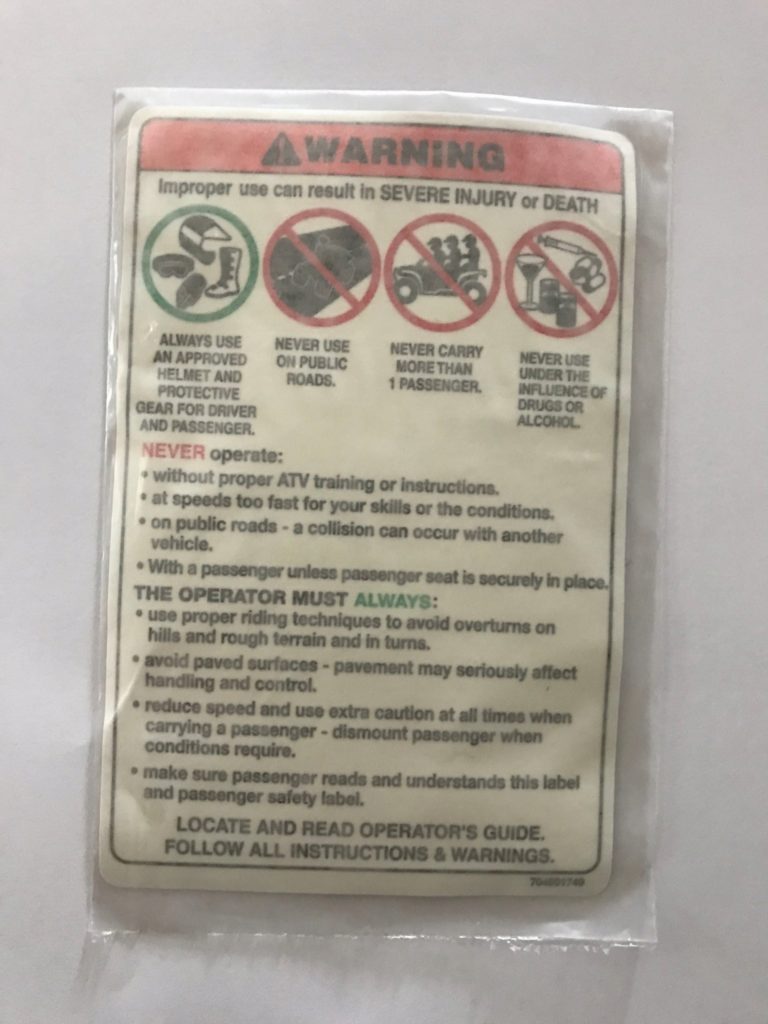 WARNING
Improper use can result in SEVERE INJURY or DEATH
ALWAYS USE
AN APPROVED
HELMET AND
PROTECTIVE
GEAR FOR DRIVER
AND PASSENGER.
NEVER USE
ON PUBLIC
ROADS.
NEVER CARRY
MORE THAN
1 PASSENGER.
NEVER USE
UNDER THE
INFLUENCE OF
DRUGS OR
ALCOHOL.
NEVER operate:
• without proper ATV training or instructions.
• at speeds too fast for your skills or the conditions.
• on public roads - a collision can occur with another
vehicle.
• With a passenger unless passenger seat is securely in place.
THE OPERATOR MUST ALWAYS:
• use proper riding techniques to avoid overturns on
hills and rough terrain and in turns.
• avoid paved surfaces - pavement may seriously affect
handling and control.
• reduce speed and use extra caution at all times when
carrying a passenger - dismount passenger when
conditions require.
• make sure passenger reads and understands this label
and passenger safety label.
LOCATE AND READ OPERATOR'S GUIDE.
FOLLOW ALL INSTRUCTIONS & WARNINGS.